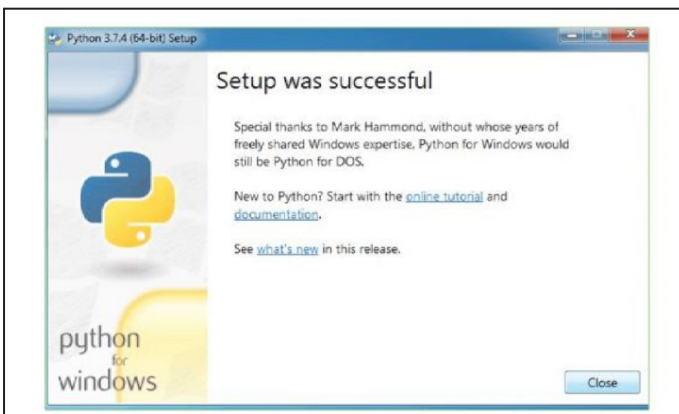 Python 3.7.4 (64-bit) Setup
Setup was successful
Special thanks to Mark Hammond, without whose years of
freely shared Windows expertise, Python for Windows would
still be Python for DOS.
New to Python? Start with the online tutorial and
documentation.
See what's new in this release.
python
for
windows
Close